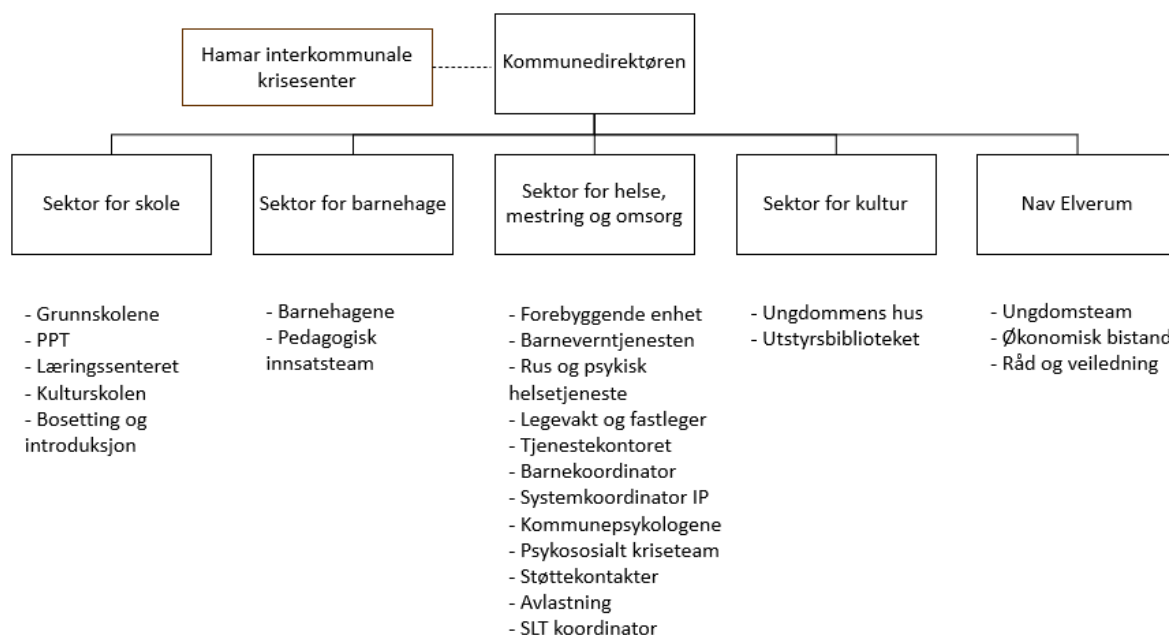 Hamar interkommunale
krisesenter
Kommunedirektøren
Sektor for skole
Sektor for barnehage
Sektor for helse,
mestring og omsorg
Sektor for kultur
Nav Elverum
- Grunnskolene
- PPT
- Læringssenteret
- Kulturskolen
- Bosetting og
introduksjon
- Barnehagene
- Pedagogisk
innsatsteam
- Forebyggende enhet
- Barneverntjenesten
- Rus og psykisk
helsetjeneste
- Legevakt og fastleger
- Tjenestekontoret
- Barnekoordinator
- Systemkoordinator IP
- Kommunepsykologene
- Psykososialt kriseteam
- Støttekontakter
- Avlastning
- SLT koordinator
- Ungdommens hus
- Utstyrsbiblioteket
- Ungdomsteam
- Økonomisk bistand
- Råd og veiledning